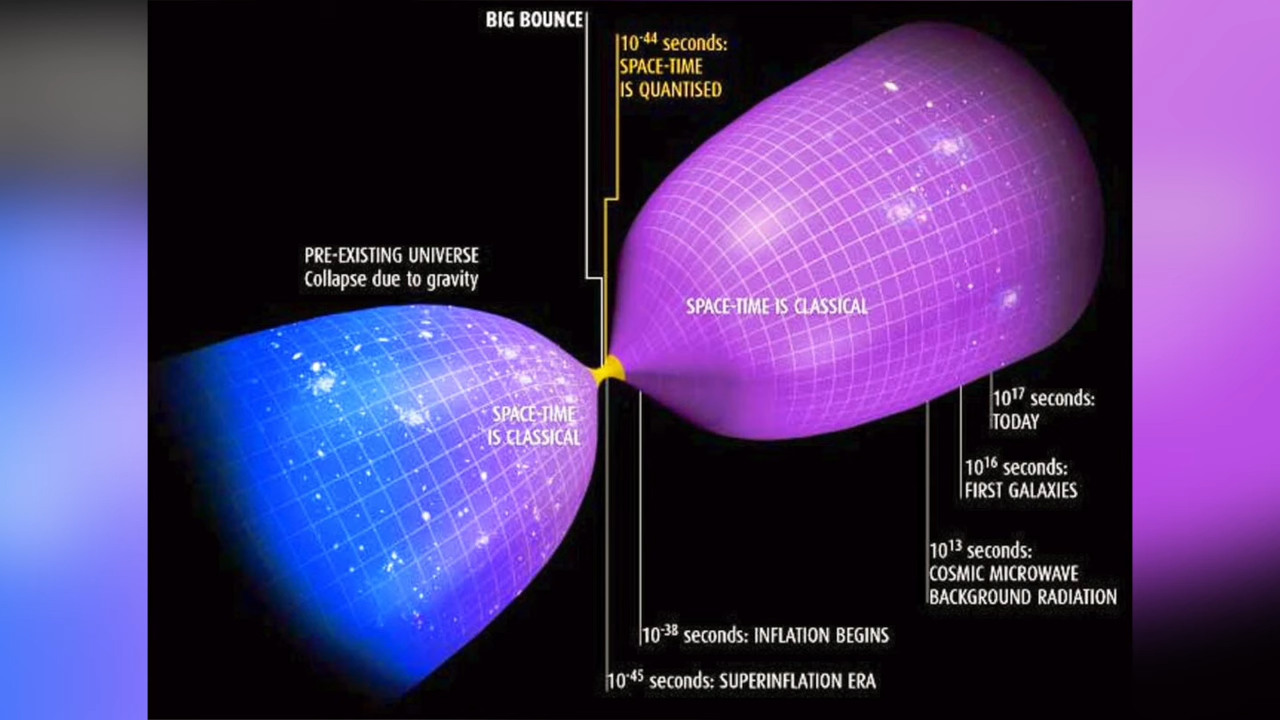 BIG BOUNCE
10⁻⁴⁴ seconds:
SPACE-TIME
IS QUANTISED
PRE-EXISTING UNIVERSE
Collapse due to gravity
SPACE-TIME IS CLASSICAL
SPACE-TIME
IS CLASSICAL
10¹⁷ seconds:
TODAY
10¹⁶ seconds:
FIRST GALAXIES
10¹³ seconds:
COSMIC MICROWAVE
BACKGROUND RADIATION
10⁻³⁸ seconds: INFLATION BEGINS
10⁻⁴⁵ seconds: SUPERINFLATION ERA